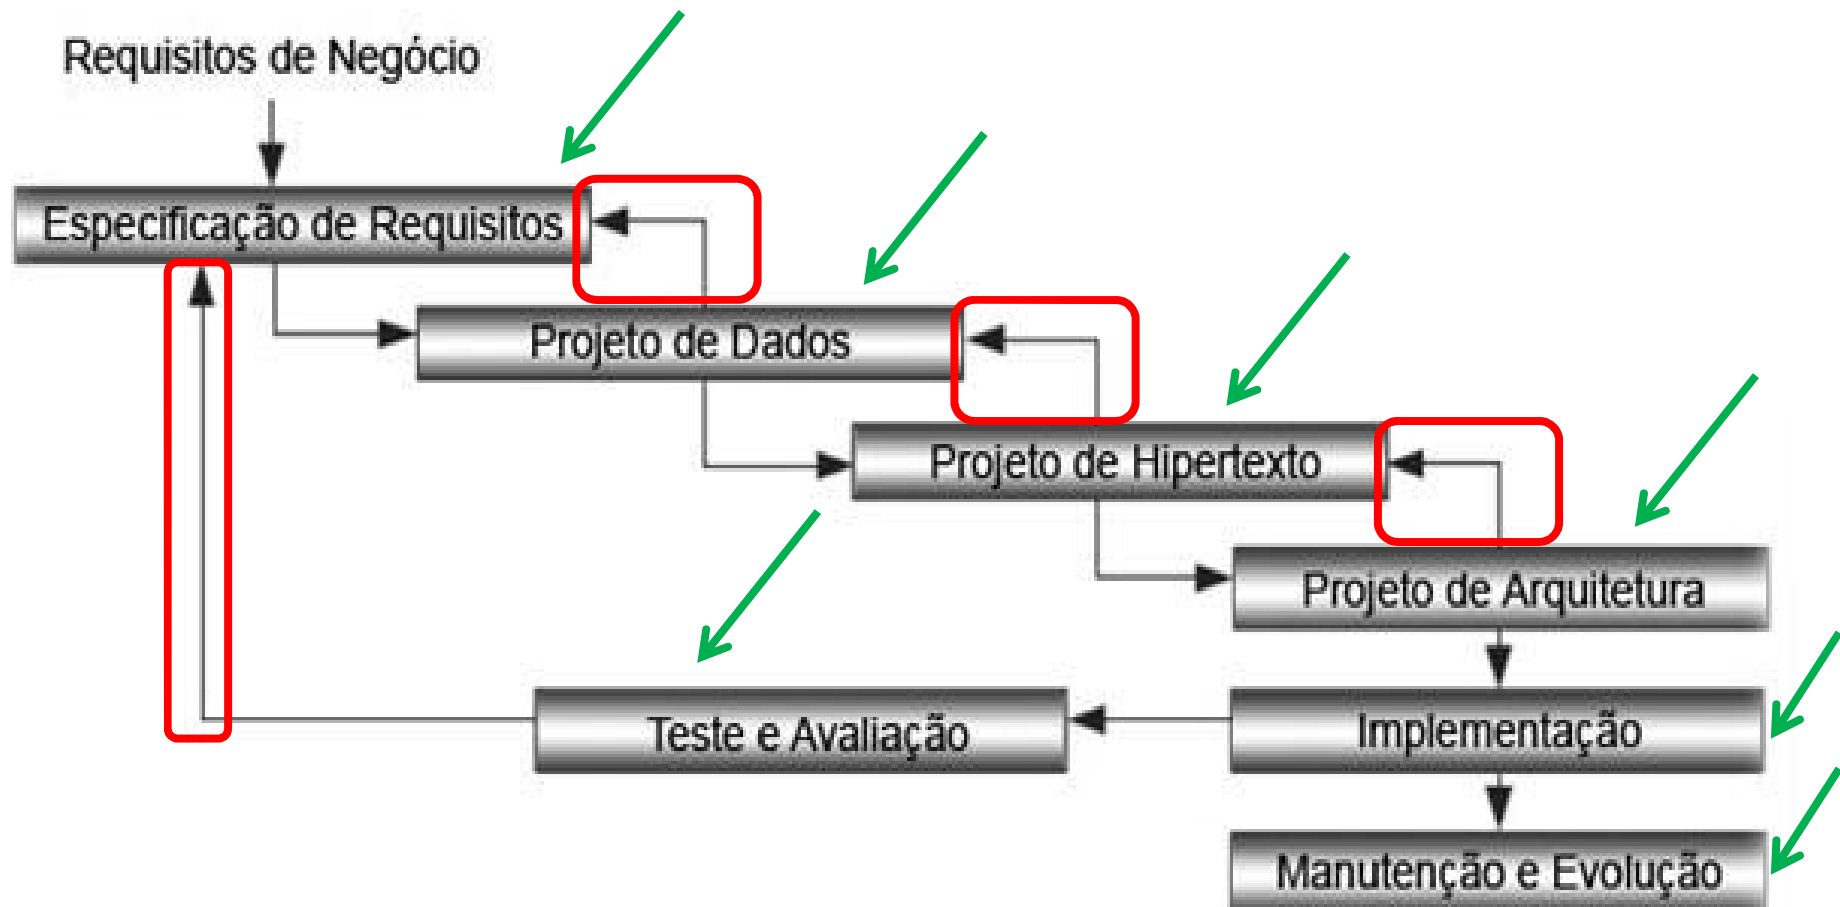 Requisitos de Negócio
Especificação de Requisitos
Projeto de Dados
Projeto de Hipertexto
Projeto de Arquitetura
Teste e Avaliação
Implementação
Manutenção e Evolução